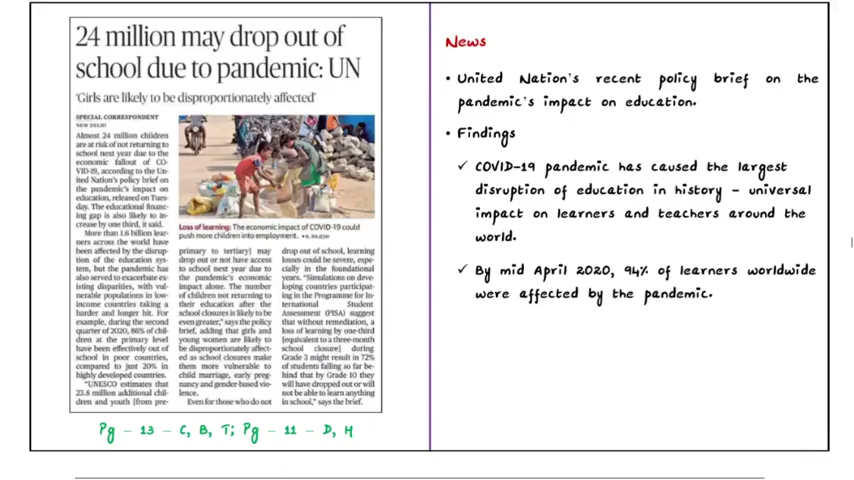 24 million may drop out of
school due to pandemic: UN
'Girls are likely to be disproportionately affected'
SPECIAL CORRESPONDENT
NEW DELHI
Almost 24 million children
are at risk of not returning to
school next year due to the
economic fallout of CO-
VID-19, according to the Un-
ited Nation's policy brief on
the pandemic's impact on
education, released on Tues-
day. The educational financ-
ing gap is also likely to in-
crease by one third, it said.
More than 1.6 billion lear-
ners across the world have
been affected by the disrup-
tion of the education sys-
tem, but the pandemic has
also served to exacerbate ex-
isting disparities, with vul-
nerable populations in low-
income countries taking a
harder and longer hit. For
example, during the second
quarter of 2020, 86% of chil-
dren at the primary level
have been effectively out of
school in poor countries,
compared to just 20% in
highly developed countries.
"UNESCO estimates that
23.8 million additional chil-
dren and youth [from pre-
Loss of learning: The economic impact of COVID-19 could
push more children into employment. • N. RAJESH
primary to tertiary] may
drop out or not have access
to school next year due to
the pandemic's economic
impact alone. The number
of children not returning to
their education after the
school closures is likely to be
even greater," says the policy
brief, adding that girls and
young women are likely to
be disproportionately affect-
ed as school closures make
them more vulnerable to
child marriage, early preg-
nancy and gender-based vio-
lence.
Even for those who do not
drop out of school, learning
losses could be severe, espe-
cially in the foundational
years. "Simulations on deve-
loping countries participat-
ing in the Programme for In-
ternational Student
Assessment (PISA) suggest
that without remediation, a
loss of learning by one-third
[equivalent to a three-month
school closure] during
Grade 3 might result in 72%
of students falling so far be-
hind that by Grade 10 they
will have dropped out or will
not be able to learn anything
in school," says the brief.
Pg – 13 – C, B, T; Pg – 11 – D, H
News
• United Nation's recent policy brief on the
pandemic's impact on education.
• Findings
✓ COVID-19 pandemic has caused the largest
disruption of education in history – universal
impact on learners and teachers around the
world.
✓ By mid April 2020, 94% of learners worldwide
were affected by the pandemic.